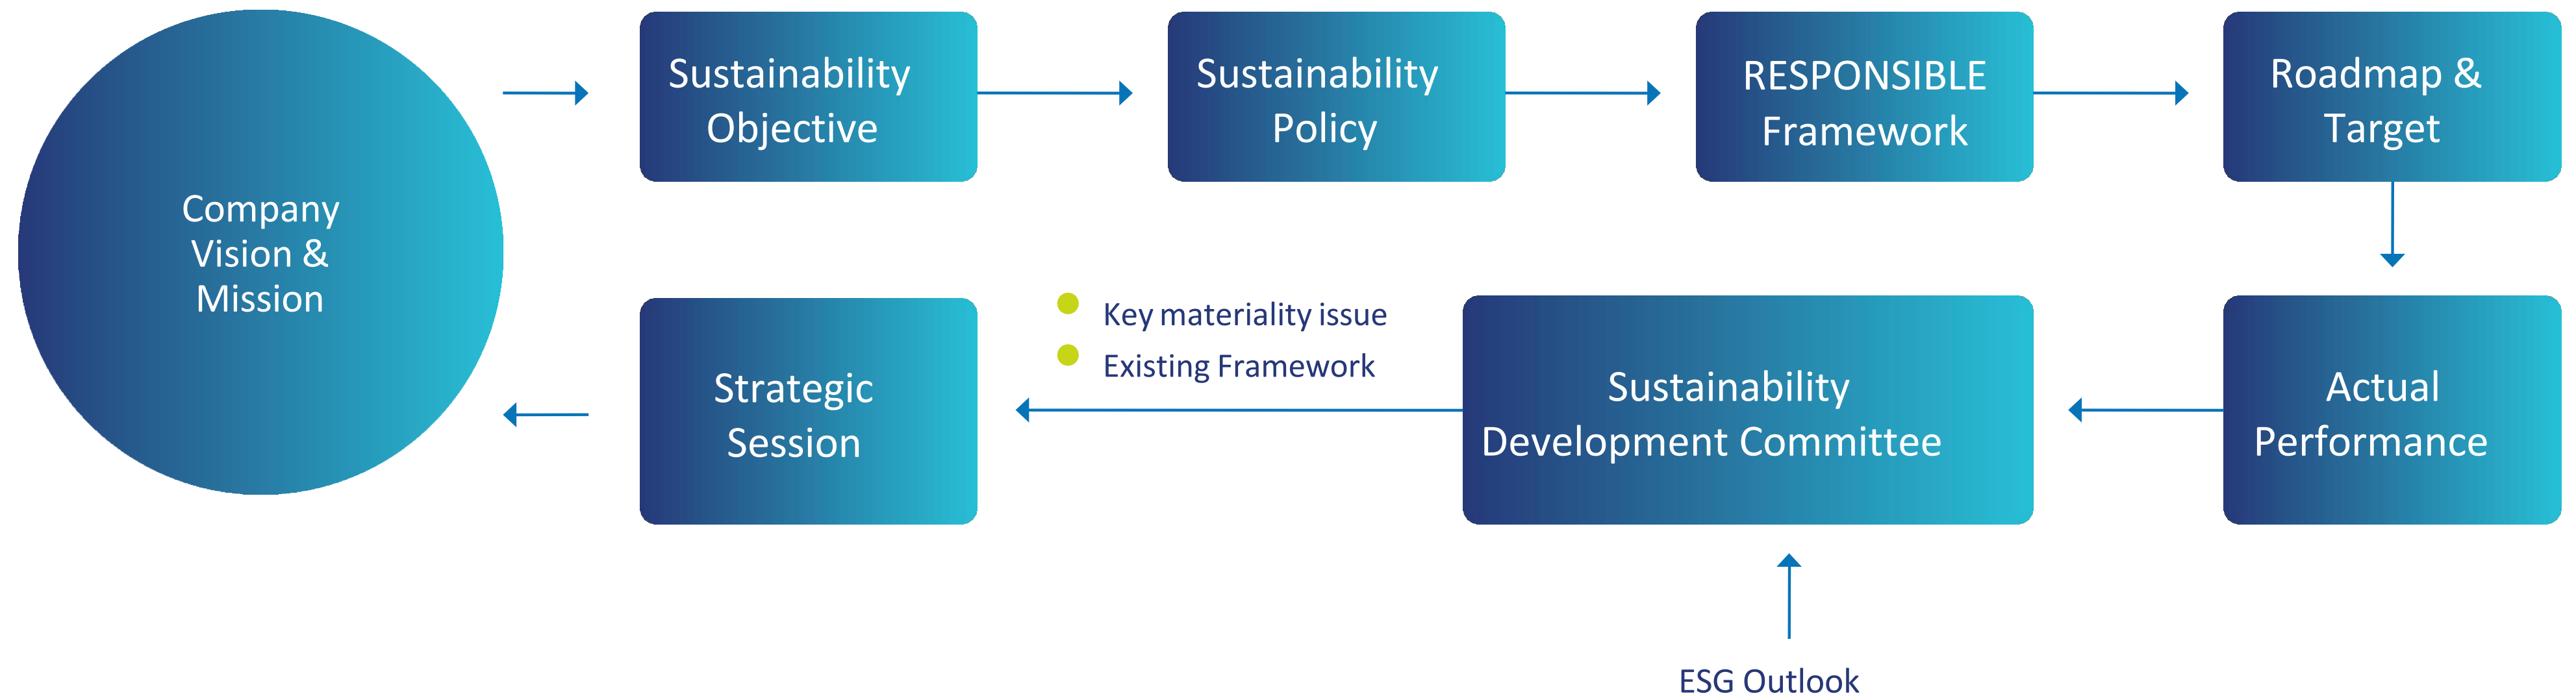 Company
Vision &
Mission
Sustainability
Objective
Sustainability
Policy
RESPONSIBLE
Framework
Roadmap &
Target
Actual
Performance
Sustainability
Development Committee
ESG Outlook
Key materiality issue
Existing Framework
Strategic
Session